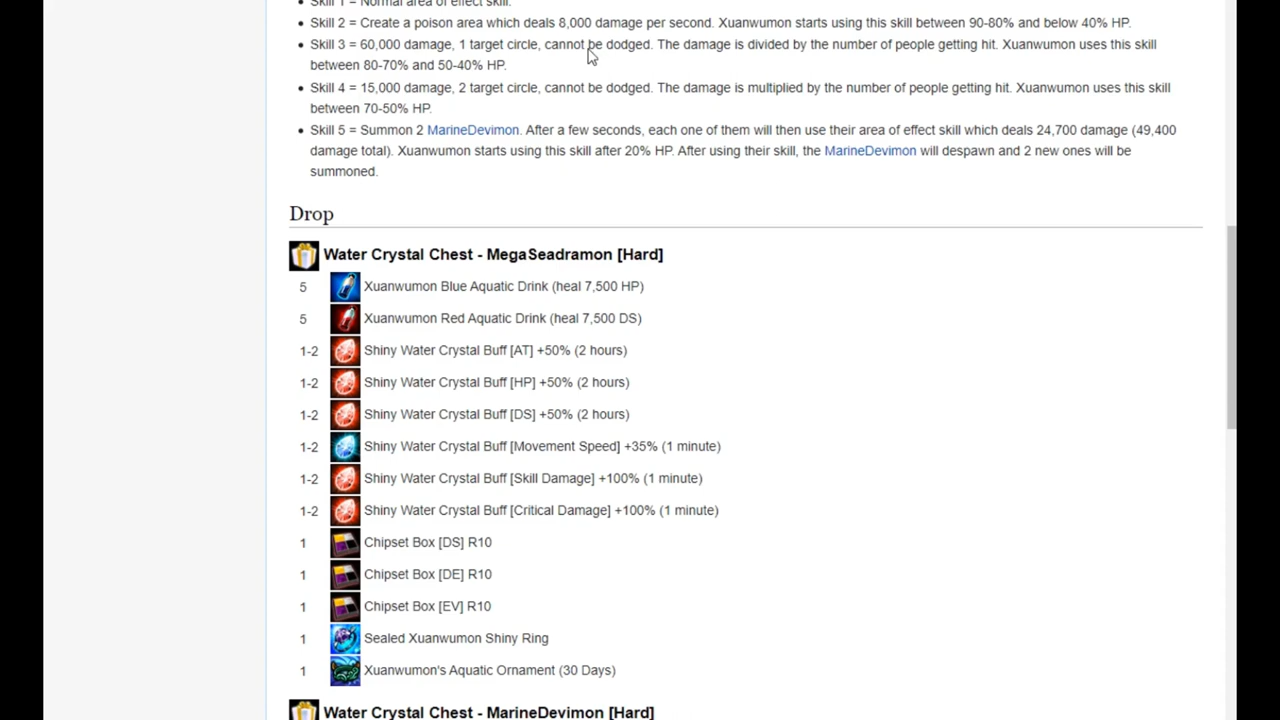 Skill 1 = Normal area of effect skill.
Skill 2 = Create a poison area which deals 8,000 damage per second. Xuanwumon starts using this skill between 90-80% and below 40% HP.
Skill 3 = 60,000 damage, 1 target circle, cannot be dodged. The damage is divided by the number of people getting hit. Xuanwumon uses this skill
between 80-70% and 50-40% HP.
Skill 4 = 15,000 damage, 2 target circle, cannot be dodged. The damage is multiplied by the number of people getting hit. Xuanwumon uses this skill
between 70-50% HP.
Skill 5 = Summon 2 MarineDevimon. After a few seconds, each one of them will then use their area of effect skill which deals 24,700 damage (49,400
damage total). Xuanwumon starts using this skill after 20% HP. After using their skill, the MarineDevimon will despawn and 2 new ones will be
summoned.
Drop
Water Crystal Chest - MegaSeadramon [Hard]
5 Xuanwumon Blue Aquatic Drink (heal 7,500 HP)
5 Xuanwumon Red Aquatic Drink (heal 7,500 DS)
1-2 Shiny Water Crystal Buff [AT] +50% (2 hours)
1-2 Shiny Water Crystal Buff [HP] +50% (2 hours)
1-2 Shiny Water Crystal Buff [DS] +50% (2 hours)
1-2 Shiny Water Crystal Buff [Movement Speed] +35% (1 minute)
1-2 Shiny Water Crystal Buff [Skill Damage] +100% (1 minute)
1-2 Shiny Water Crystal Buff [Critical Damage] +100% (1 minute)
1 Chipset Box [DS] R10
1 Chipset Box [DE] R10
1 Chipset Box [EV] R10
1 Sealed Xuanwumon Shiny Ring
1 Xuanwumon's Aquatic Ornament (30 Days)
Water Crystal Chest - MarineDevimon [Hard]